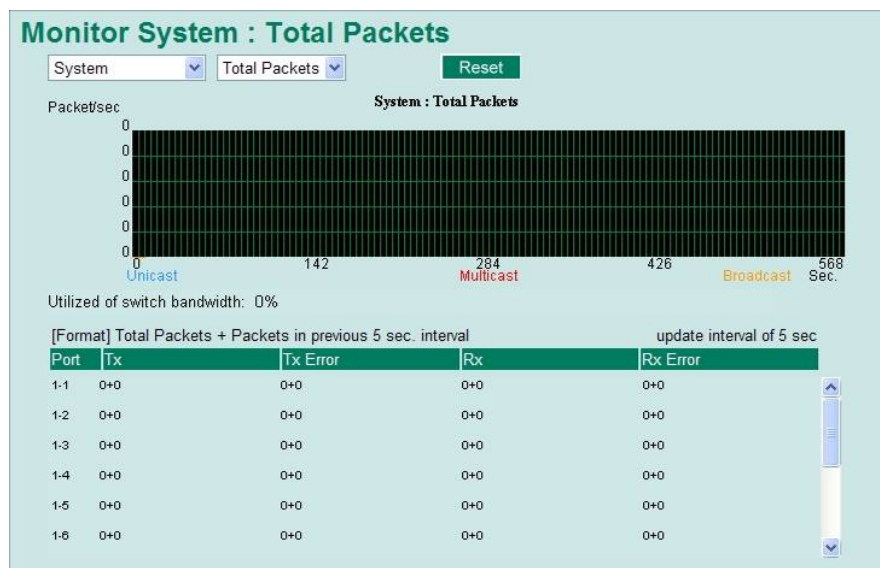 Monitor System : Total Packets
System Total Packets Reset
Packet/sec System : Total Packets
0
0
0
0
0
0
0 142 284 426 568
Unicast Multicast Broadcast Sec.
Utilized of switch bandwidth: 0%
[Format] Total Packets + Packets in previous 5 sec. interval update interval of 5 sec
Port Tx Tx Error Rx Rx Error
1-1 0+0 0+0 0+0 0+0
1-2 0+0 0+0 0+0 0+0
1-3 0+0 0+0 0+0 0+0
1-4 0+0 0+0 0+0 0+0
1-5 0+0 0+0 0+0 0+0
1-6 0+0 0+0 0+0 0+0